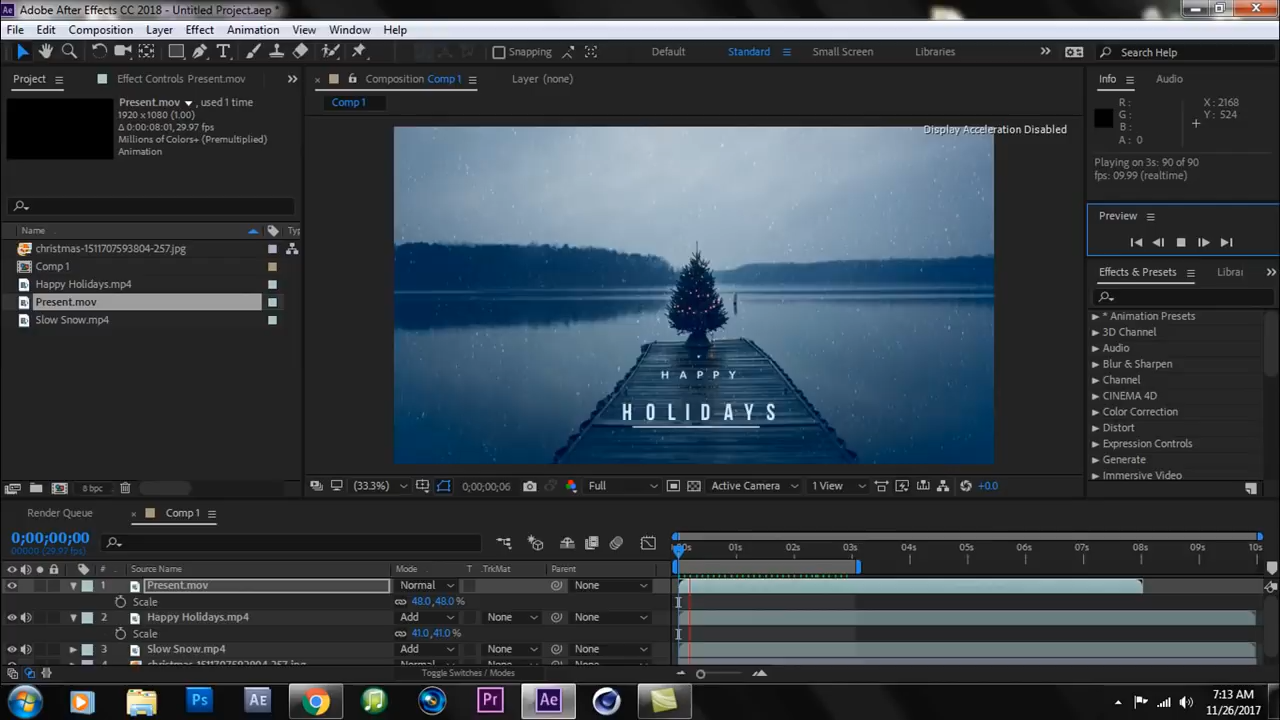 Adobe After Effects CC 2018 - Untitled Project.aep *
File Edit Composition Layer Effect Animation View Window Help
Snapping Default Standard Small Screen Libraries Search Help
Project Effect Controls Present.mov
Composition Comp 1 Layer (none)
Info Audio
Comp 1
Present.mov , used 1 time
1920 x 1080 (1.00)
Δ 0:00:08:01, 29.97 fps
Millions of Colors+ (Premultiplied)
Animation
Display Acceleration Disabled
R :
G :
B :
A : 0
X : 2168
Y : 524
Playing on 3s: 90 of 90
fps: 09.99 (realtime)
Preview
Name Typ
christmas-1511707593804-257.jpg
Comp 1
Happy Holidays.mp4
Present.mov
Slow Snow.mp4
Effects & Presets Librai
* Animation Presets
3D Channel
Audio
Blur & Sharpen
Channel
CINEMA 4D
Color Correction
Distort
Expression Controls
Generate
Immersive Video
HAPPY
HOLIDAYS
8 bpc
(33.3%) 0;00;00;06 Full Active Camera 1 View +0.0
Render Queue Comp 1
0;00;00;00
00000 (29.97 fps)
00s 01s 02s 03s 04s 05s 06s 07s 08s 09s 10s
# Source Name Mode T .TrkMat Parent
1 Present.mov Normal None
Scale 48.0,48.0 %
2 Happy Holidays.mp4 Add None None
Scale 41.0,41.0 %
3 Slow Snow.mp4 Add None None
Toggle Switches / Modes
Ps Ae Pr Ae
7:13 AM
11/26/2017